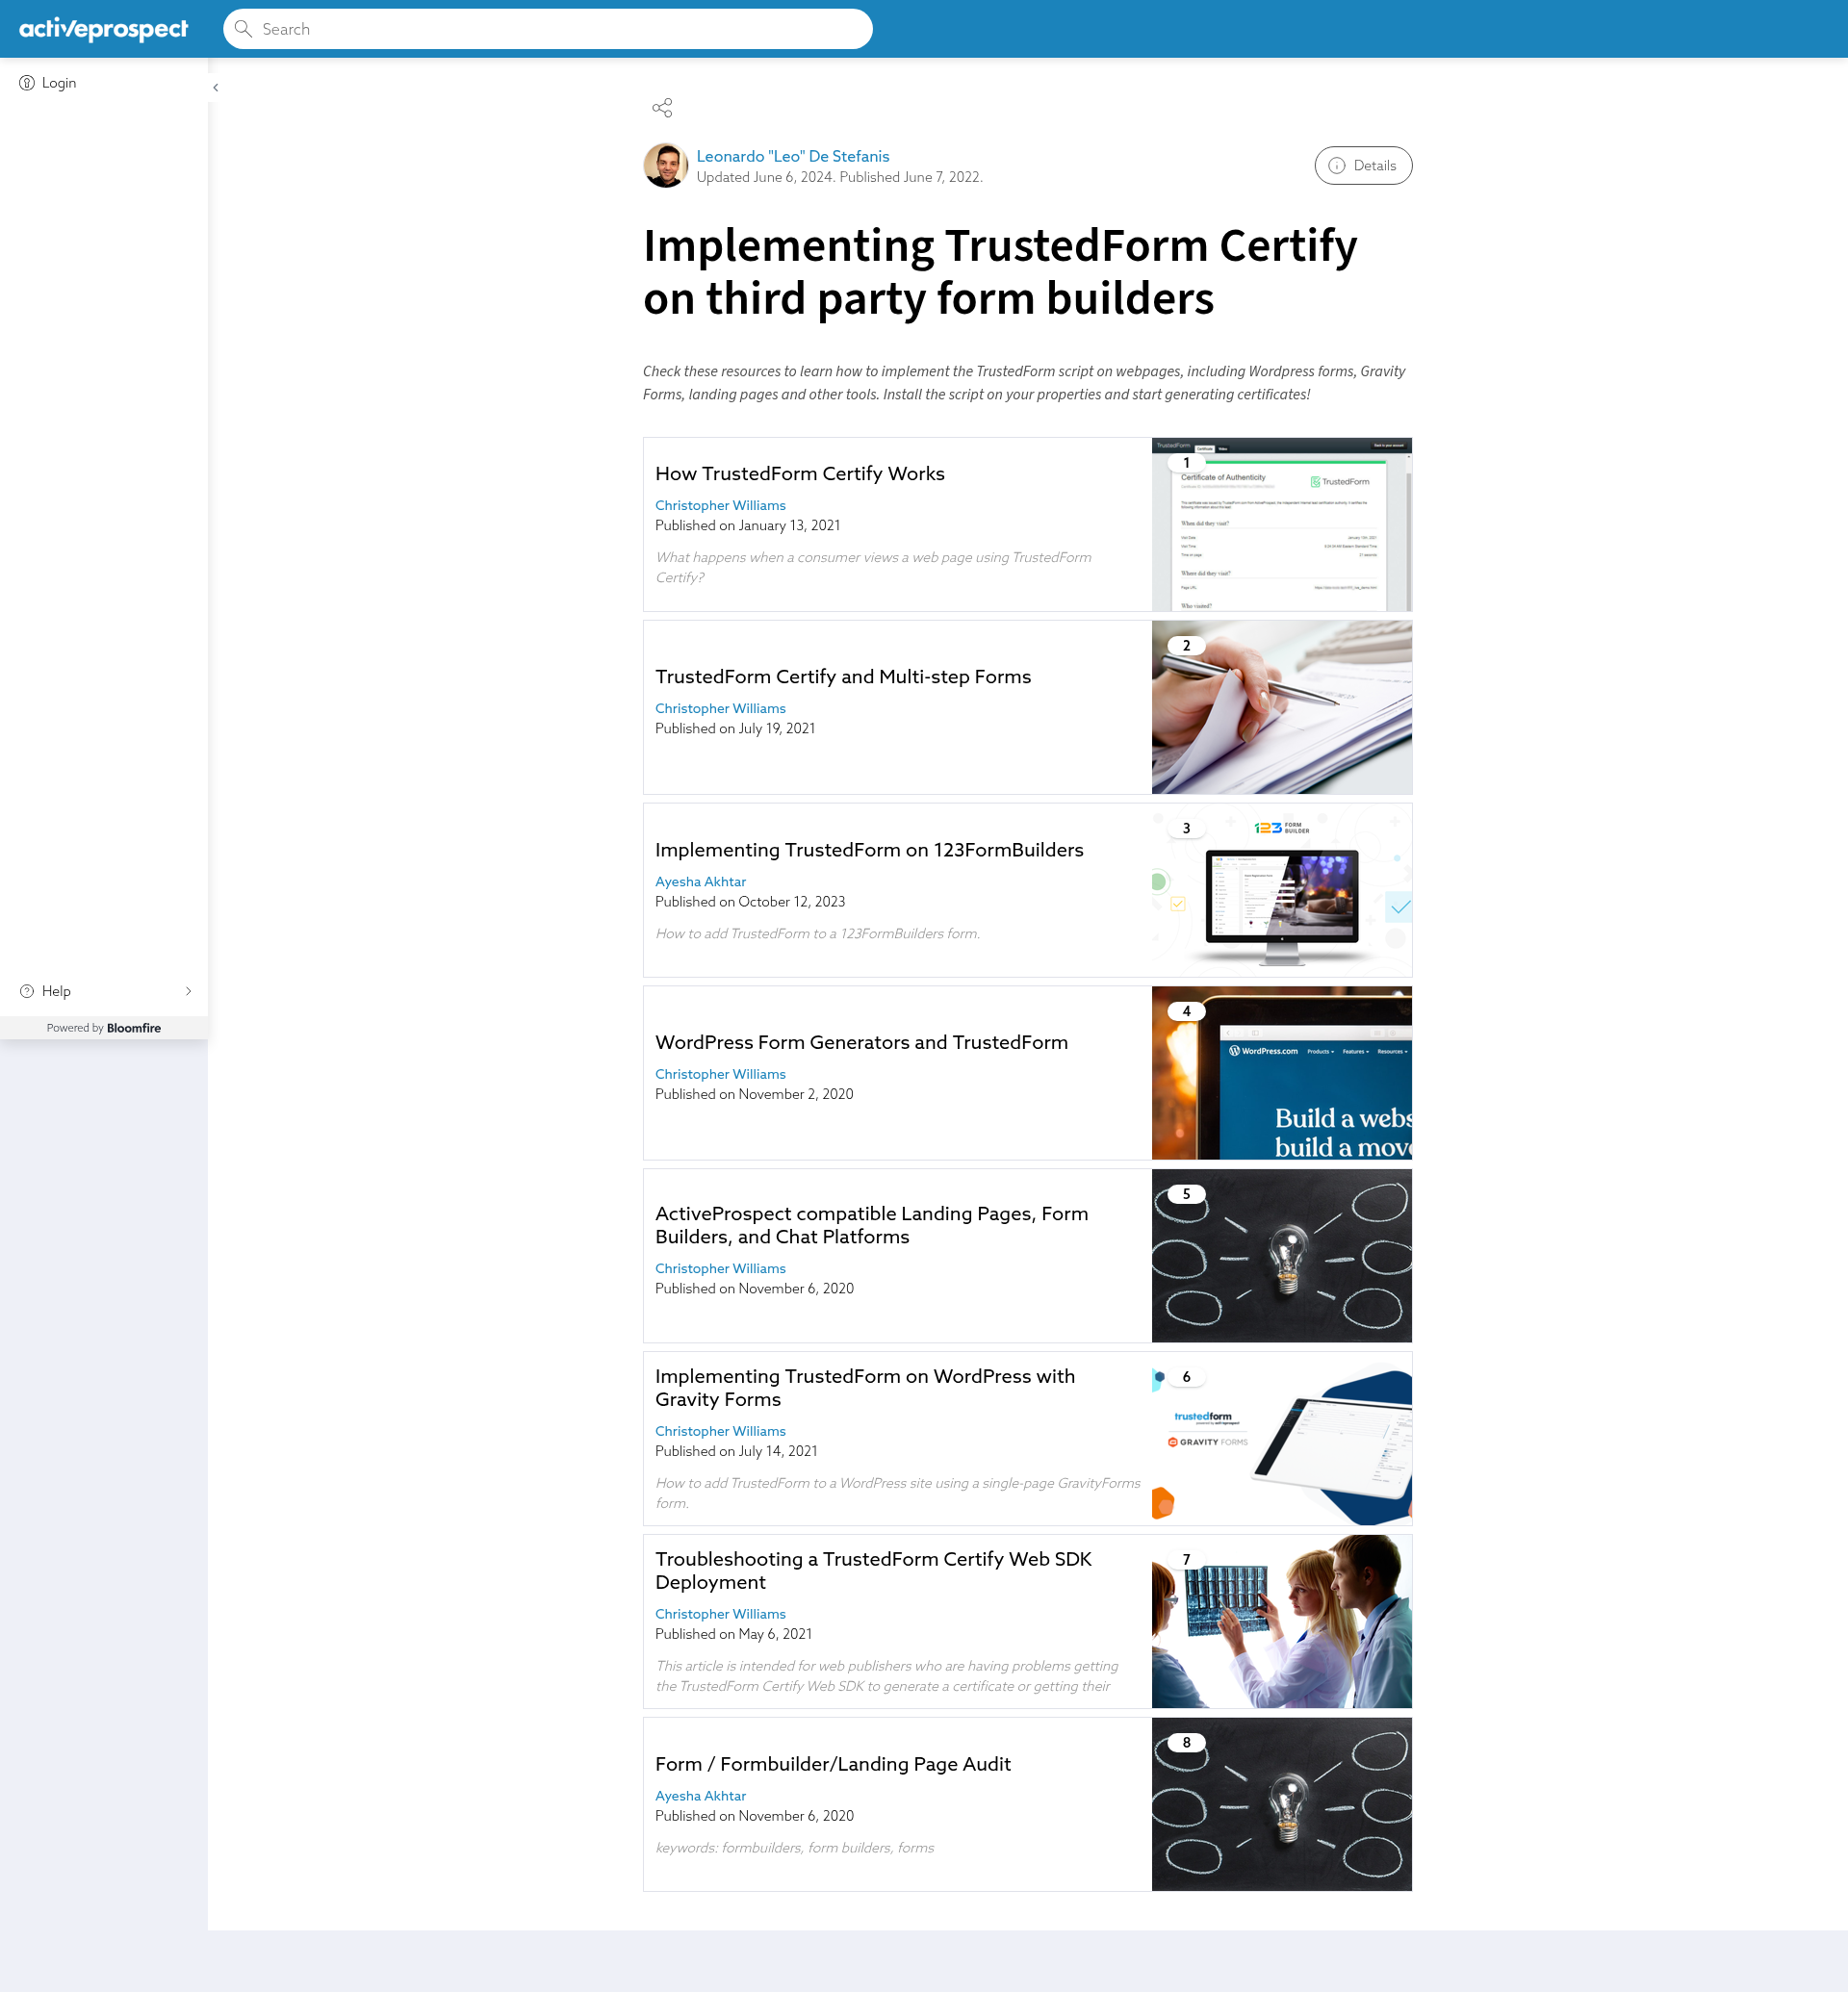 activeprospect
Search
Login
Leonardo "Leo" De Stefanis
Updated June 6, 2024. Published June 7, 2022.
Details
Implementing TrustedForm Certify
on third party form builders
Check these resources to learn how to implement the TrustedForm script on webpages, including Wordpress forms, Gravity
Forms, landing pages and other tools. Install the script on your properties and start generating certificates!
How TrustedForm Certify Works
Christopher Williams
Published on January 13, 2021
What happens when a consumer views a web page using TrustedForm
Certify?
1
TrustedForm
Certificate of Authenticity
TrustedForm
When did they visit?
Where did they visit?
Who visited?
TrustedForm Certify and Multi-step Forms
Christopher Williams
Published on July 19, 2021
2
Implementing TrustedForm on 123FormBuilders
Ayesha Akhtar
Published on October 12, 2023
How to add TrustedForm to a 123FormBuilders form.
3
123 FORM
BUILDER
WordPress Form Generators and TrustedForm
Christopher Williams
Published on November 2, 2020
4
WordPress.com Products Features Resources
Build a webs
build a mov
ActiveProspect compatible Landing Pages, Form
Builders, and Chat Platforms
Christopher Williams
Published on November 6, 2020
5
Implementing TrustedForm on WordPress with
Gravity Forms
Christopher Williams
Published on July 14, 2021
How to add TrustedForm to a WordPress site using a single-page GravityForms
form.
6
trustedform
GRAVITY FORMS
Troubleshooting a TrustedForm Certify Web SDK
Deployment
Christopher Williams
Published on May 6, 2021
This article is intended for web publishers who are having problems getting
the TrustedForm Certify Web SDK to generate a certificate or getting their
7
Form / Formbuilder/Landing Page Audit
Ayesha Akhtar
Published on November 6, 2020
keywords: formbuilders, form builders, forms
8
Help
Powered by Bloomfire